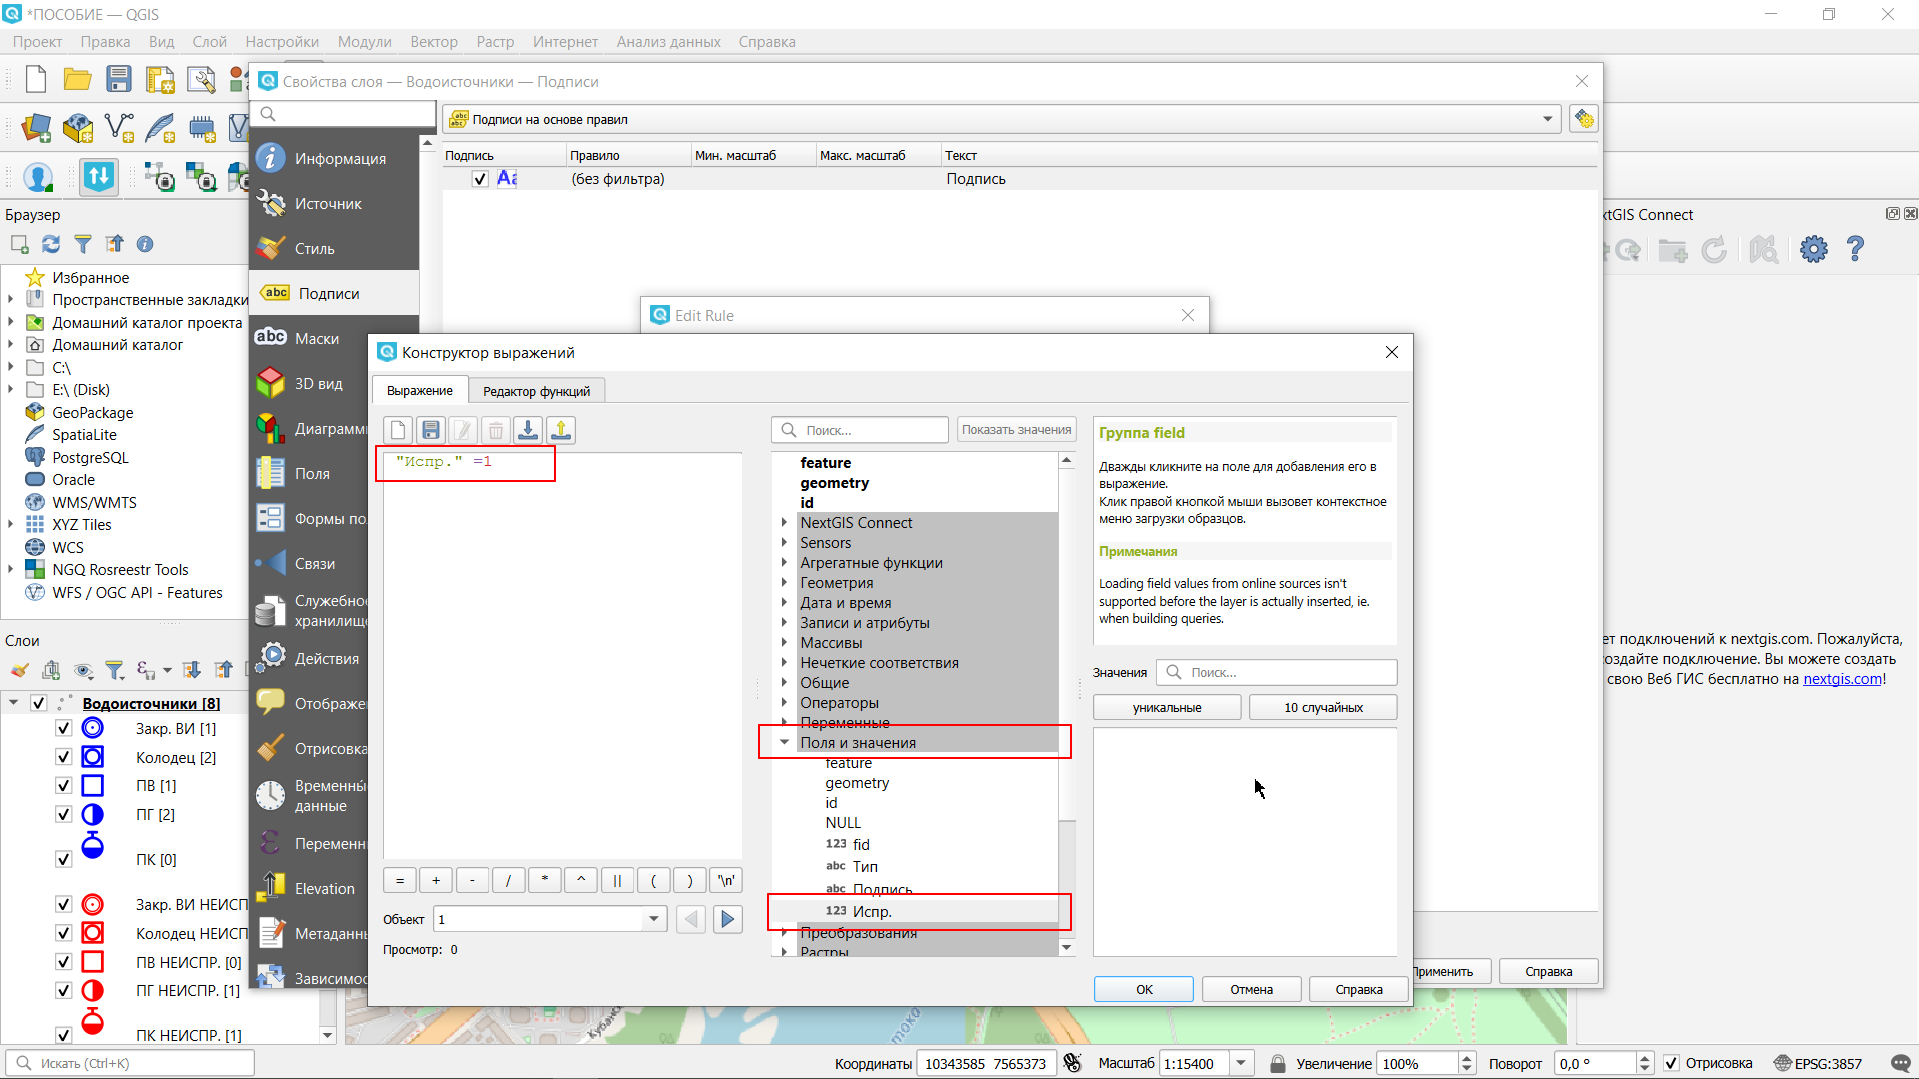 *ПОСОБИЕ — QGIS
Проект Правка Вид Слой Настройки Модули Вектор Растр Интернет Анализ данных Справка
Свойства слоя — Водоисточники — Подписи
Подписи на основе правил
Подпись Правило Мин. масштаб Макс. масштаб Текст
(без фильтра) Подпись
Информация
Источник
Стиль
abc Подписи
abc Маски
3D вид
Диаграмм
Поля
Формы по
Связи
Служебно
хранилищ
Действия
Отображе
Отрисовка
Временны
данные
Переменн
Elevation
Метаданн
Зависимос
Браузер
Избранное
Пространственные закладки
Домашний каталог проекта
Домашний каталог
C:\
E:\ (Disk)
GeoPackage
SpatiaLite
PostgreSQL
Oracle
WMS/WMTS
XYZ Tiles
WCS
NGQ Rosreestr Tools
WFS / OGC API - Features
Слои
Водоисточники [8]
Закр. ВИ [1]
Колодец [2]
ПВ [1]
ПГ [2]
ПК [0]
Закр. ВИ НЕИСП
Колодец НЕИСП
ПВ НЕИСПР. [0]
ПГ НЕИСПР. [1]
ПК НЕИСПР. [1]
Edit Rule
Конструктор выражений
Выражение Редактор функций
"Испр." =1
= + - / * ^ || ( ) '\n'
Объект 1
Просмотр: 0
Поиск... Показать значения
feature
geometry
id
NextGIS Connect
Sensors
Агрегатные функции
Геометрия
Дата и время
Записи и атрибуты
Массивы
Нечеткие соответствия
Общие
Операторы
Переменные
Поля и значения
feature
geometry
id
NULL
123 fid
abc Тип
abc Подпись
123 Испр.
Преобразования
Растры
Группа field
Дважды кликните на поле для добавления его в
выражение.
Клик правой кнопкой мыши вызовет контекстное
меню загрузки образцов.
Примечания
Loading field values from online sources isn't
supported before the layer is actually inserted, ie.
when building queries.
Значения Поиск...
уникальные 10 случайных
OK Отмена Справка
Применить Справка
xtGIS Connect
ет подключений к nextgis.com. Пожалуйста,
оздайте подключение. Вы можете создать
свою Веб ГИС бесплатно на nextgis.com!
Кубанс
отока
Искать (Ctrl+K) Координаты 10343585 7565373 Масштаб 1:15400 Увеличение 100% Поворот 0,0 ° Отрисовка EPSG:3857